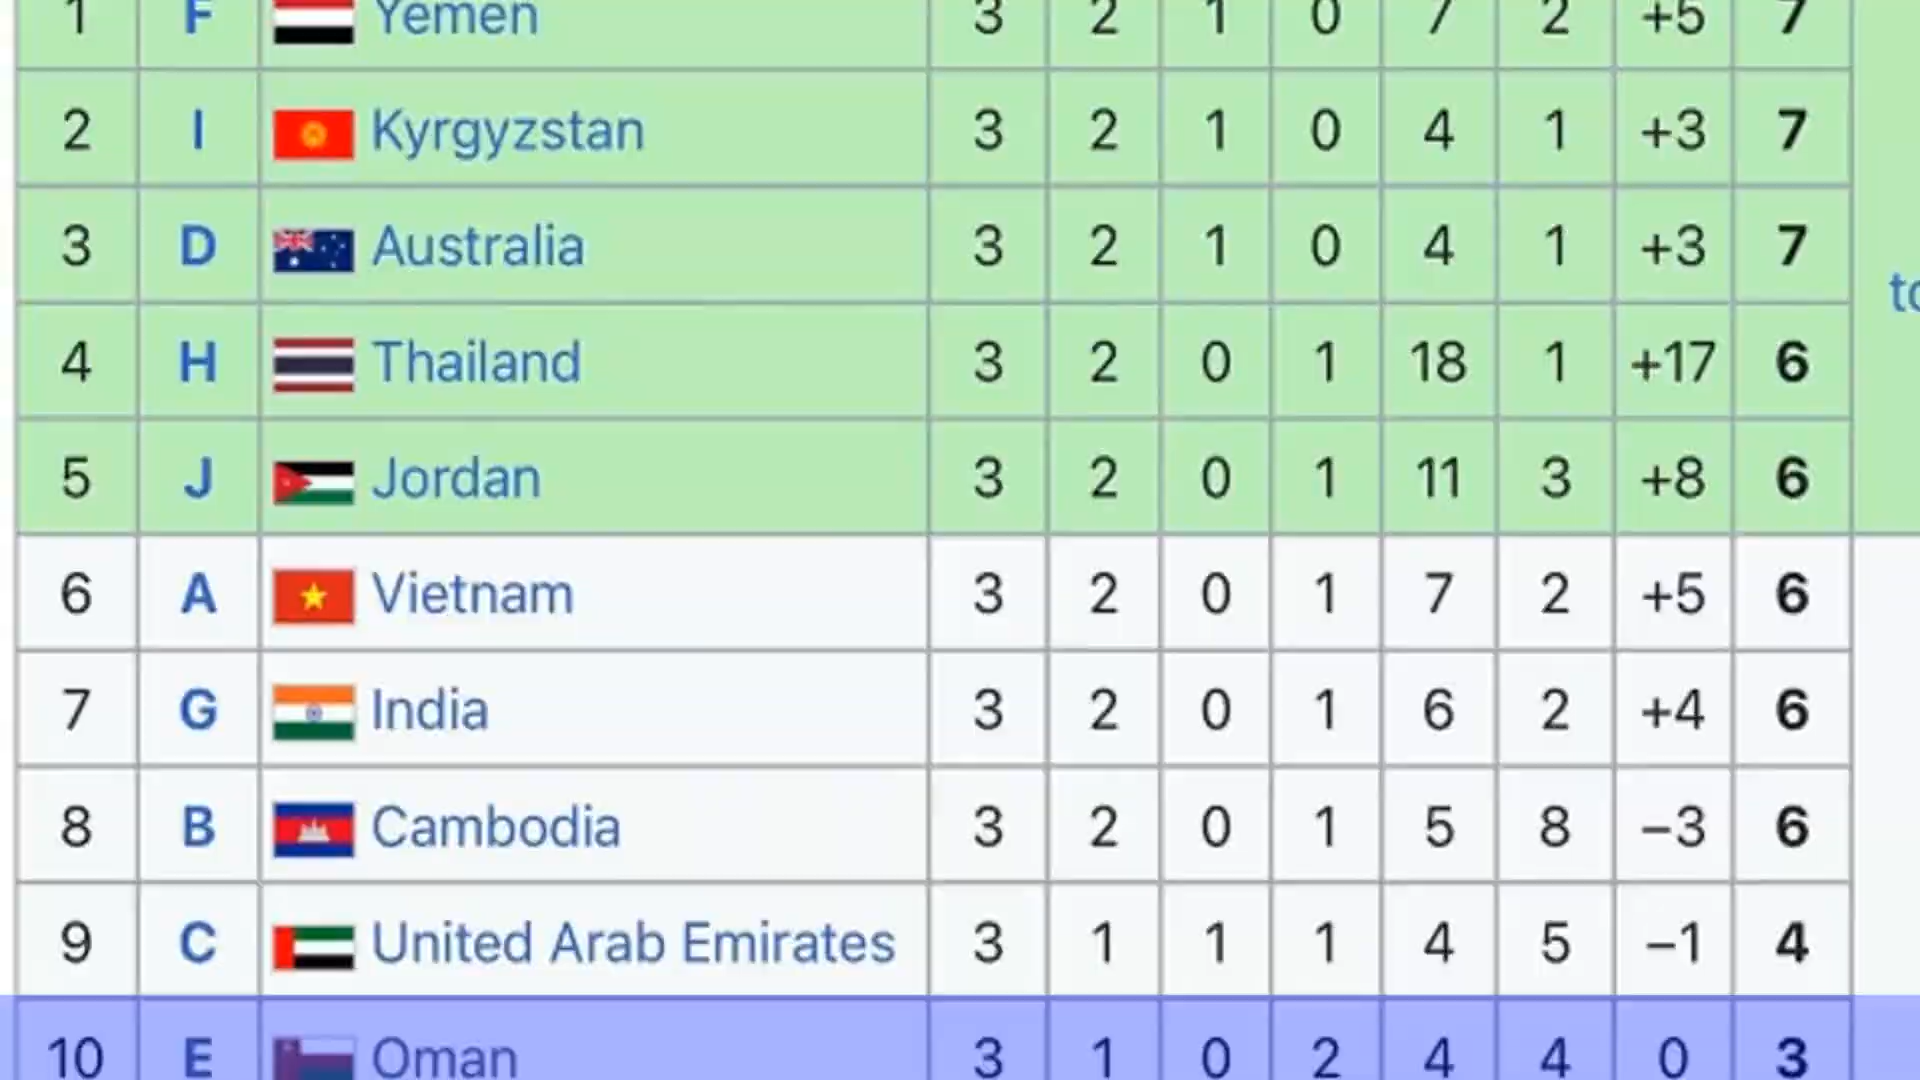 1 F Yemen 3 2 1 0 7 2 +5 7
2 I Kyrgyzstan 3 2 1 0 4 1 +3 7
3 D Australia 3 2 1 0 4 1 +3 7
to
4 H Thailand 3 2 0 1 18 1 +17 6
5 J Jordan 3 2 0 1 11 3 +8 6
6 A Vietnam 3 2 0 1 7 2 +5 6
7 G India 3 2 0 1 6 2 +4 6
8 B Cambodia 3 2 0 1 5 8 −3 6
9 C United Arab Emirates 3 1 1 1 4 5 −1 4
10 E Oman 3 1 0 2 4 4 0 3